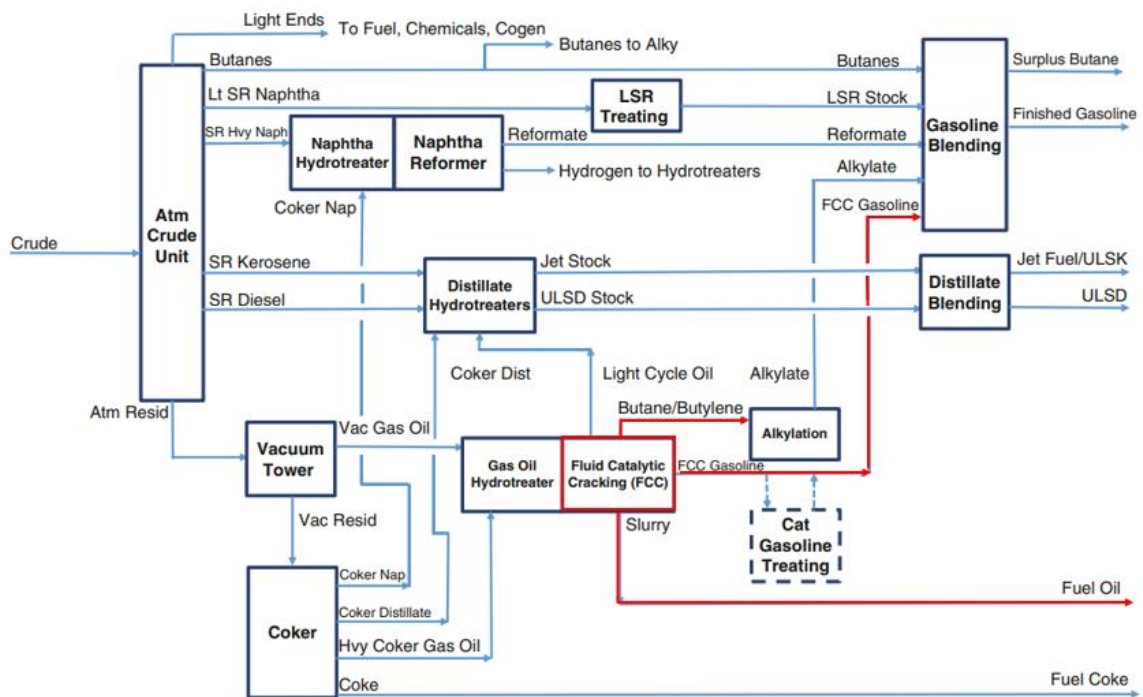 Light Ends
To Fuel, Chemicals, Cogen
Butanes
Butanes to Alky
Butanes
Surplus Butane
Lt SR Naphtha
LSR
Treating
LSR Stock
Finished Gasoline
SR Hvy Naph
Naphtha
Hydrotreater
Naphtha
Reformer
Reformate
Reformate
Gasoline
Blending
Hydrogen to Hydrotreaters
Alkylate
Coker Nap
FCC Gasoline
Atm
Crude
Unit
Crude
SR Kerosene
Distillate
Hydrotreaters
Jet Stock
Distillate
Blending
Jet Fuel/ULSK
SR Diesel
ULSD Stock
ULSD
Coker Dist
Light Cycle Oil
Alkylate
Atm Resid
Butane/Butylene
Vac Gas Oil
Alkylation
Vacuum
Tower
Gas Oil
Hydrotreater
Fluid Catalytic
Cracking (FCC)
FCC Gasoline
Vac Resid
Slurry
Cat
Gasoline
Treating
Coker Nap
Coker Distillate
Fuel Oil
Coker
Hvy Coker Gas Oil
Coke
Fuel Coke